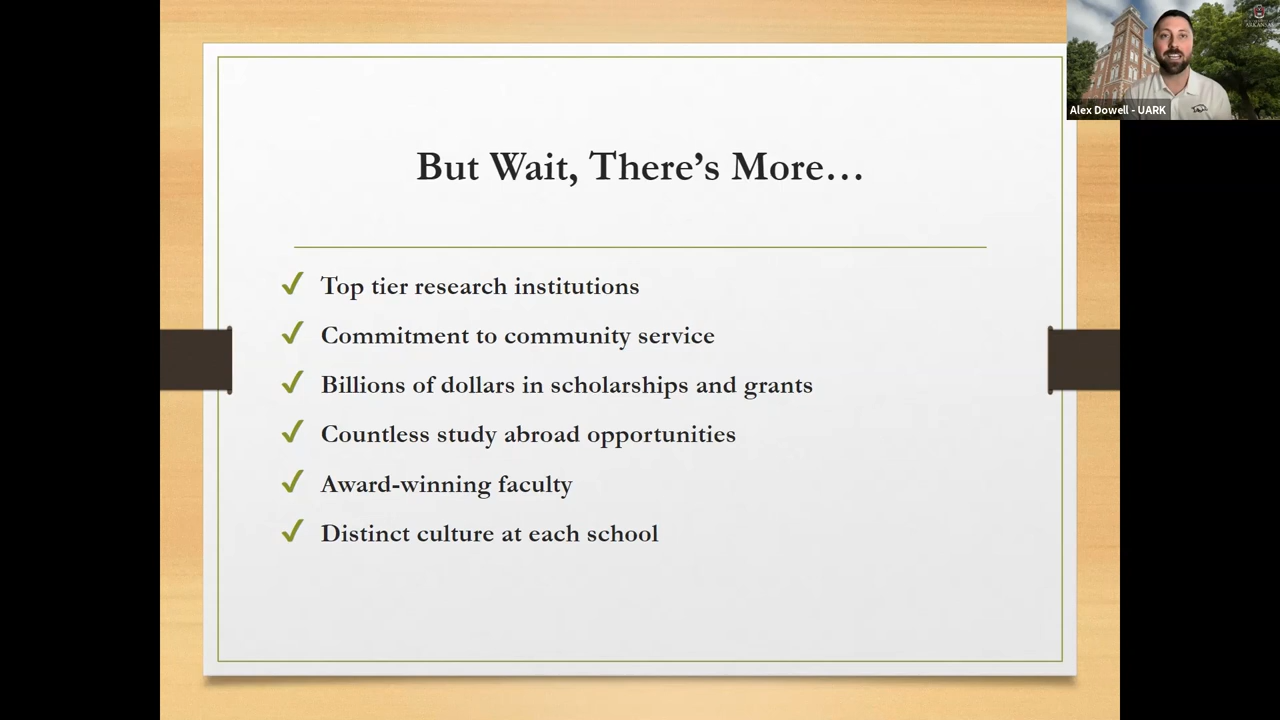 But Wait, There’s More…
Top tier research institutions
Commitment to community service
Billions of dollars in scholarships and grants
Countless study abroad opportunities
Award-winning faculty
Distinct culture at each school
Alex Dowell - UARK
ARKANSAS